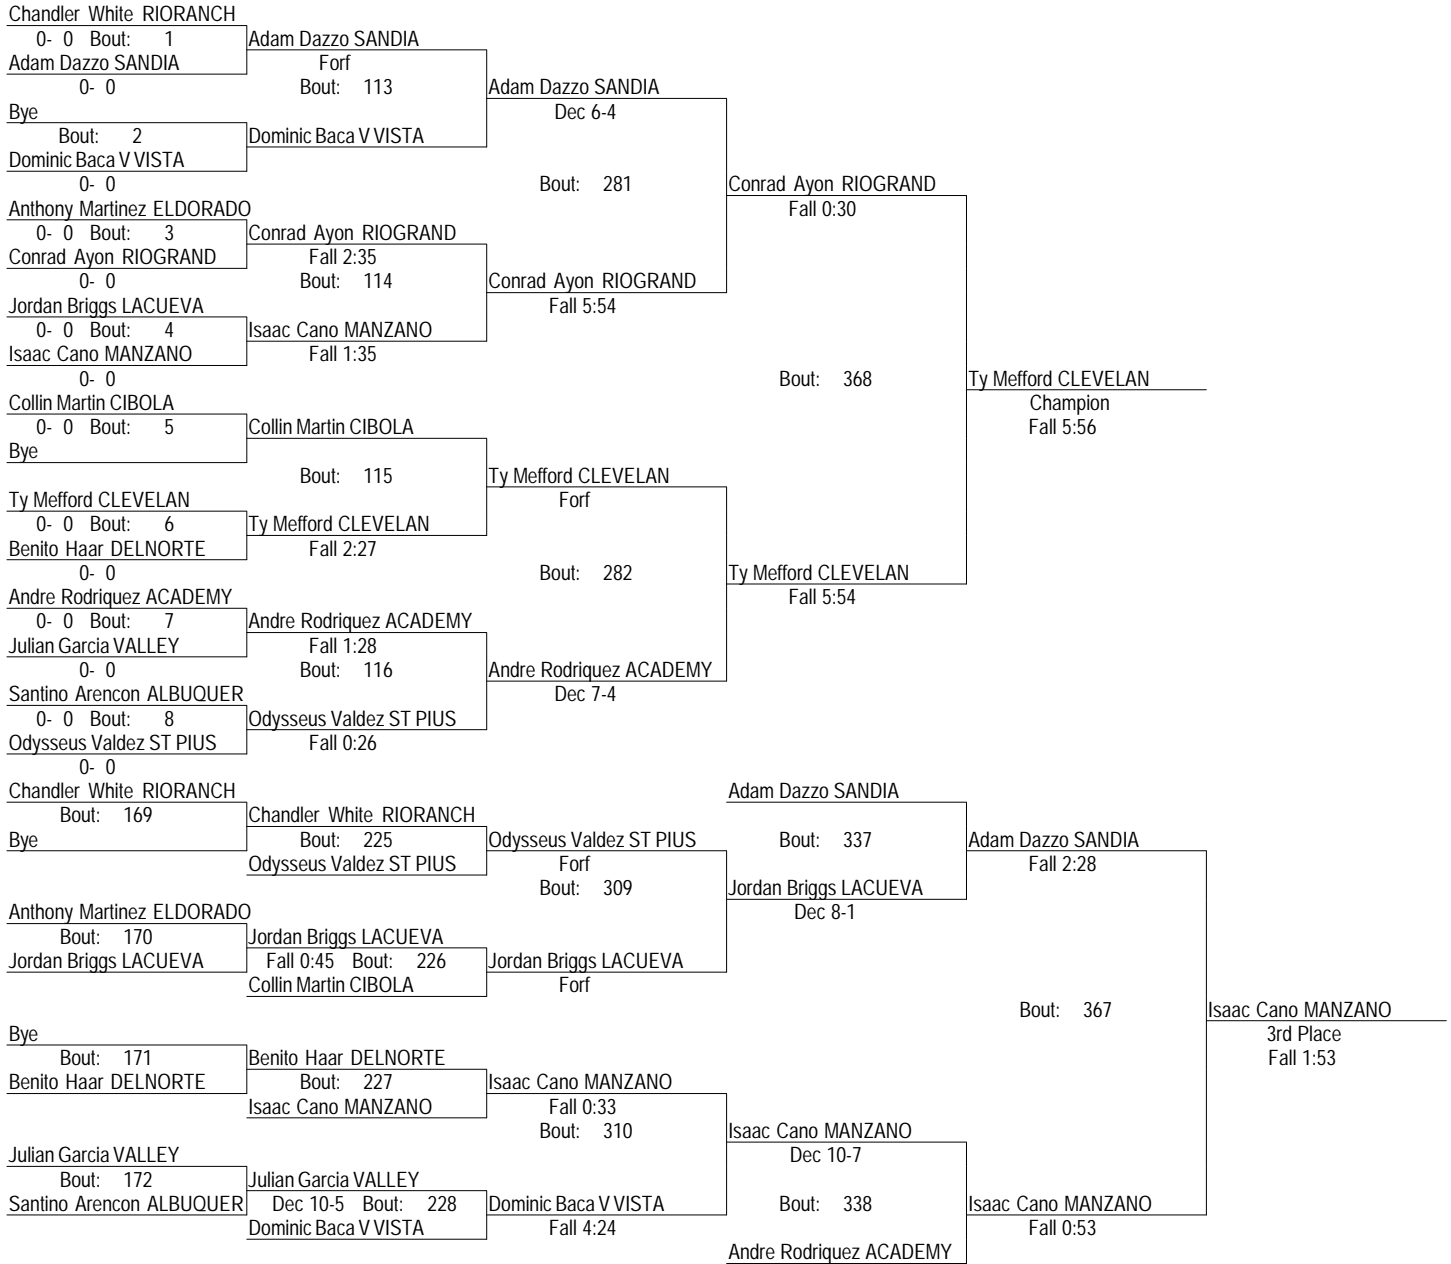 Chandler White RIORANCH
0- 0 Bout: 1 Adam Dazzo SANDIA
Adam Dazzo SANDIA Forf
0- 0 Bout: 113 Adam Dazzo SANDIA
Bye Dec 6-4
Bout: 2 Dominic Baca V VISTA
Dominic Baca V VISTA
0- 0 Bout: 281 Conrad Ayon RIOGRAND
Anthony Martinez ELDORADO Fall 0:30
0- 0 Bout: 3 Conrad Ayon RIOGRAND
Conrad Ayon RIOGRAND Fall 2:35
0- 0 Bout: 114 Conrad Ayon RIOGRAND
Jordan Briggs LACUEVA Fall 5:54
0- 0 Bout: 4 Isaac Cano MANZANO
Isaac Cano MANZANO Fall 1:35
0- 0 Bout: 368 Ty Mefford CLEVELAN
Collin Martin CIBOLA Champion
0- 0 Bout: 5 Collin Martin CIBOLA Fall 5:56
Bye
Bout: 115 Ty Mefford CLEVELAN
Ty Mefford CLEVELAN Forf
0- 0 Bout: 6 Ty Mefford CLEVELAN
Benito Haar DELNORTE Fall 2:27
0- 0 Bout: 282 Ty Mefford CLEVELAN
Andre Rodriquez ACADEMY Fall 5:54
0- 0 Bout: 7 Andre Rodriquez ACADEMY
Julian Garcia VALLEY Fall 1:28
0- 0 Bout: 116 Andre Rodriquez ACADEMY
Santino Arencon ALBUQUER Dec 7-4
0- 0 Bout: 8 Odysseus Valdez ST PIUS
Odysseus Valdez ST PIUS Fall 0:26
0- 0
Chandler White RIORANCH Adam Dazzo SANDIA
Bout: 169 Chandler White RIORANCH
Bye Bout: 225 Odysseus Valdez ST PIUS Bout: 337 Adam Dazzo SANDIA
Odysseus Valdez ST PIUS Forf Fall 2:28
Bout: 309 Jordan Briggs LACUEVA
Anthony Martinez ELDORADO Dec 8-1
Bout: 170 Jordan Briggs LACUEVA
Jordan Briggs LACUEVA Fall 0:45 Bout: 226 Jordan Briggs LACUEVA
Collin Martin CIBOLA Forf
Bout: 367 Isaac Cano MANZANO
Bye 3rd Place
Bout: 171 Benito Haar DELNORTE Fall 1:53
Benito Haar DELNORTE Bout: 227 Isaac Cano MANZANO
Isaac Cano MANZANO Fall 0:33
Bout: 310 Isaac Cano MANZANO
Julian Garcia VALLEY Dec 10-7
Bout: 172 Julian Garcia VALLEY
Santino Arencon ALBUQUER Dec 10-5 Bout: 228 Dominic Baca V VISTA Bout: 338 Isaac Cano MANZANO
Dominic Baca V VISTA Fall 4:24 Fall 0:53
Andre Rodriquez ACADEMY